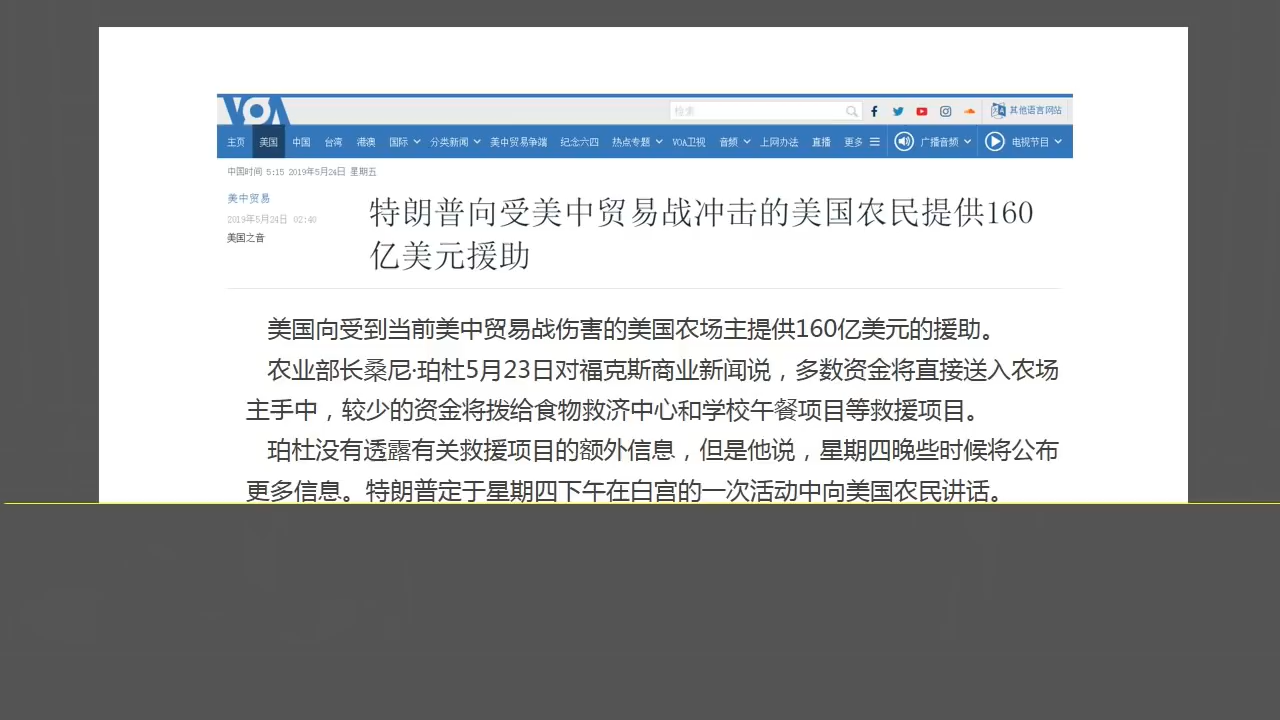 VOA
检索
其他语言网站
主页 美国 中国 台湾 港澳 国际 分类新闻 美中贸易争端 纪念六四 热点专题 VOA卫视 音频 上网办法 直播 更多 广播音频 电视节目
中国时间 5:15 2019年5月24日 星期五
美中贸易
2019年5月24日 02:40
美国之音
特朗普向受美中贸易战冲击的美国农民提供160
亿美元援助
美国向受到当前美中贸易战伤害的美国农场主提供160亿美元的援助。
农业部长桑尼·珀杜5月23日对福克斯商业新闻说，多数资金将直接送入农场
主手中，较少的资金将拨给食物救济中心和学校午餐项目等救援项目。
珀杜没有透露有关救援项目的额外信息，但是他说，星期四晚些时候将公布
更多信息。特朗普定于星期四下午在白宫的一次活动中向美国农民讲话。